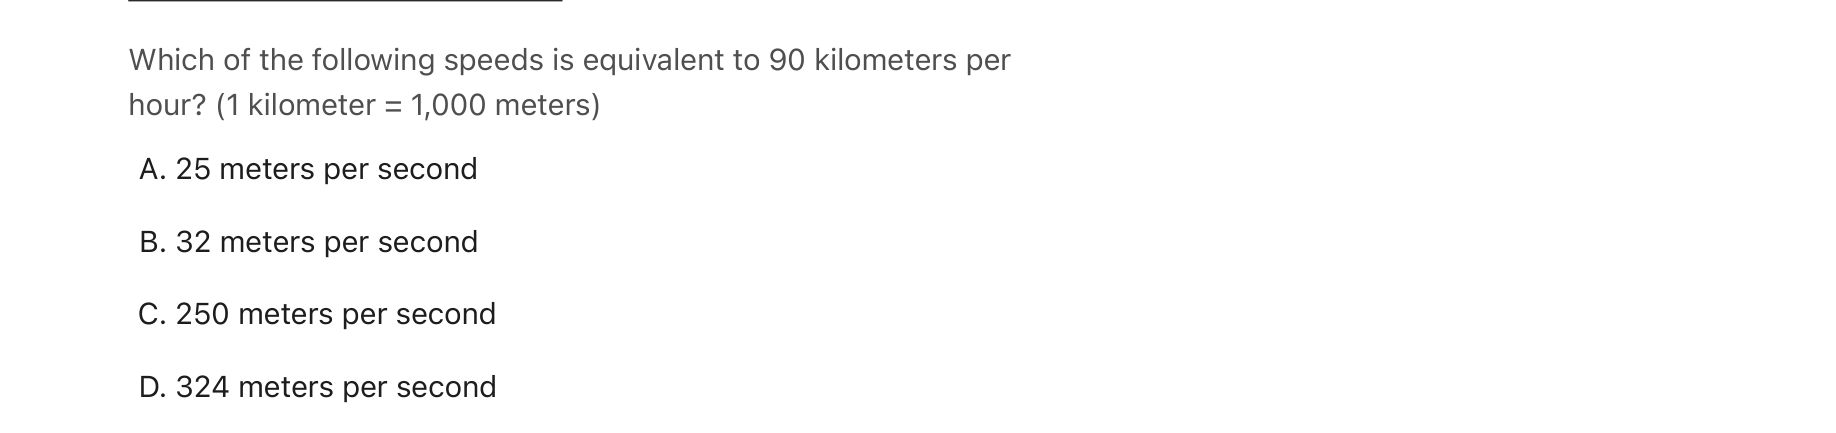 Which of the following speeds is equivalent to 90 kilometers per
hour? (1 kilometer = 1,000 meters)
A. 25 meters per second
B. 32 meters per second
C. 250 meters per second
D. 324 meters per second